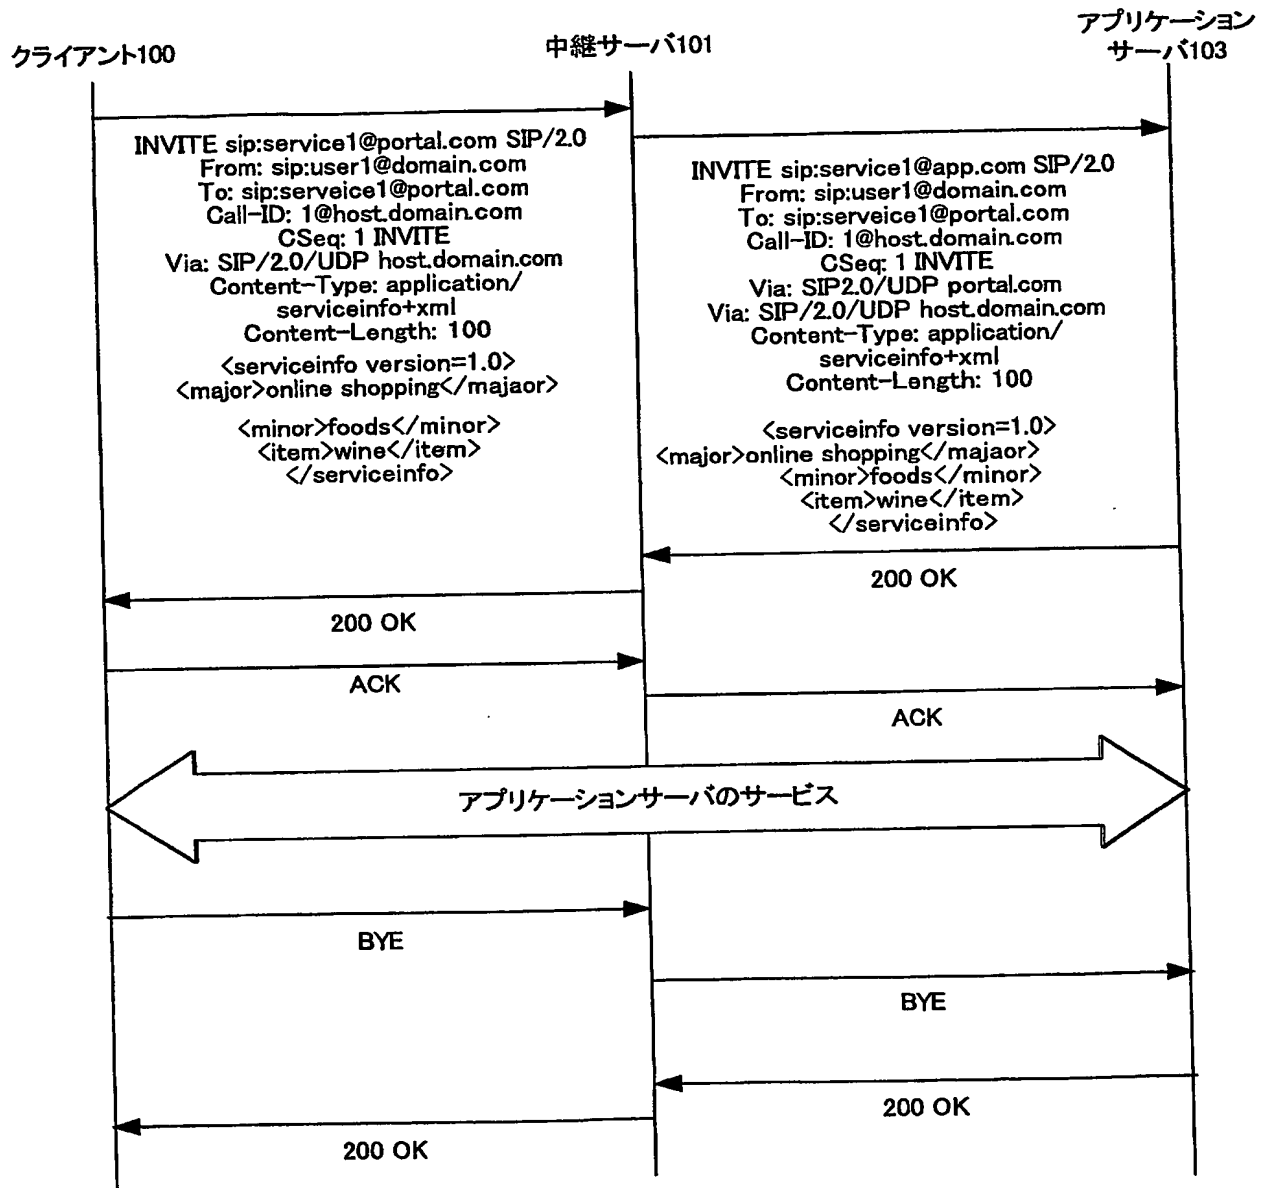 クライアント100
中継サーバ101
アプリケーション
サーバ103
INVITE sip:service1@portal.com SIP/2.0
From: sip:user1@domain.com
To: sip:serveice1@portal.com
Call-ID: 1@host.domain.com
CSeq: 1 INVITE
Via: SIP/2.0/UDP host.domain.com
Content-Type: application/
serviceinfo+xml
Content-Length: 100
<serviceinfo version=1.0>
<major>online shopping</majaor>
<minor>foods</minor>
<item>wine</item>
</serviceinfo>
INVITE sip:service1@app.com SIP/2.0
From: sip:user1@domain.com
To: sip:serveice1@portal.com
Call-ID: 1@host.domain.com
CSeq: 1 INVITE
Via: SIP2.0/UDP portal.com
Via: SIP/2.0/UDP host.domain.com
Content-Type: application/
serviceinfo+xml
Content-Length: 100
<serviceinfo version=1.0>
<major>online shopping</majaor>
<minor>foods</minor>
<item>wine</item>
</serviceinfo>
200 OK
200 OK
ACK
ACK
アプリケーションサーバのサービス
BYE
BYE
200 OK
200 OK